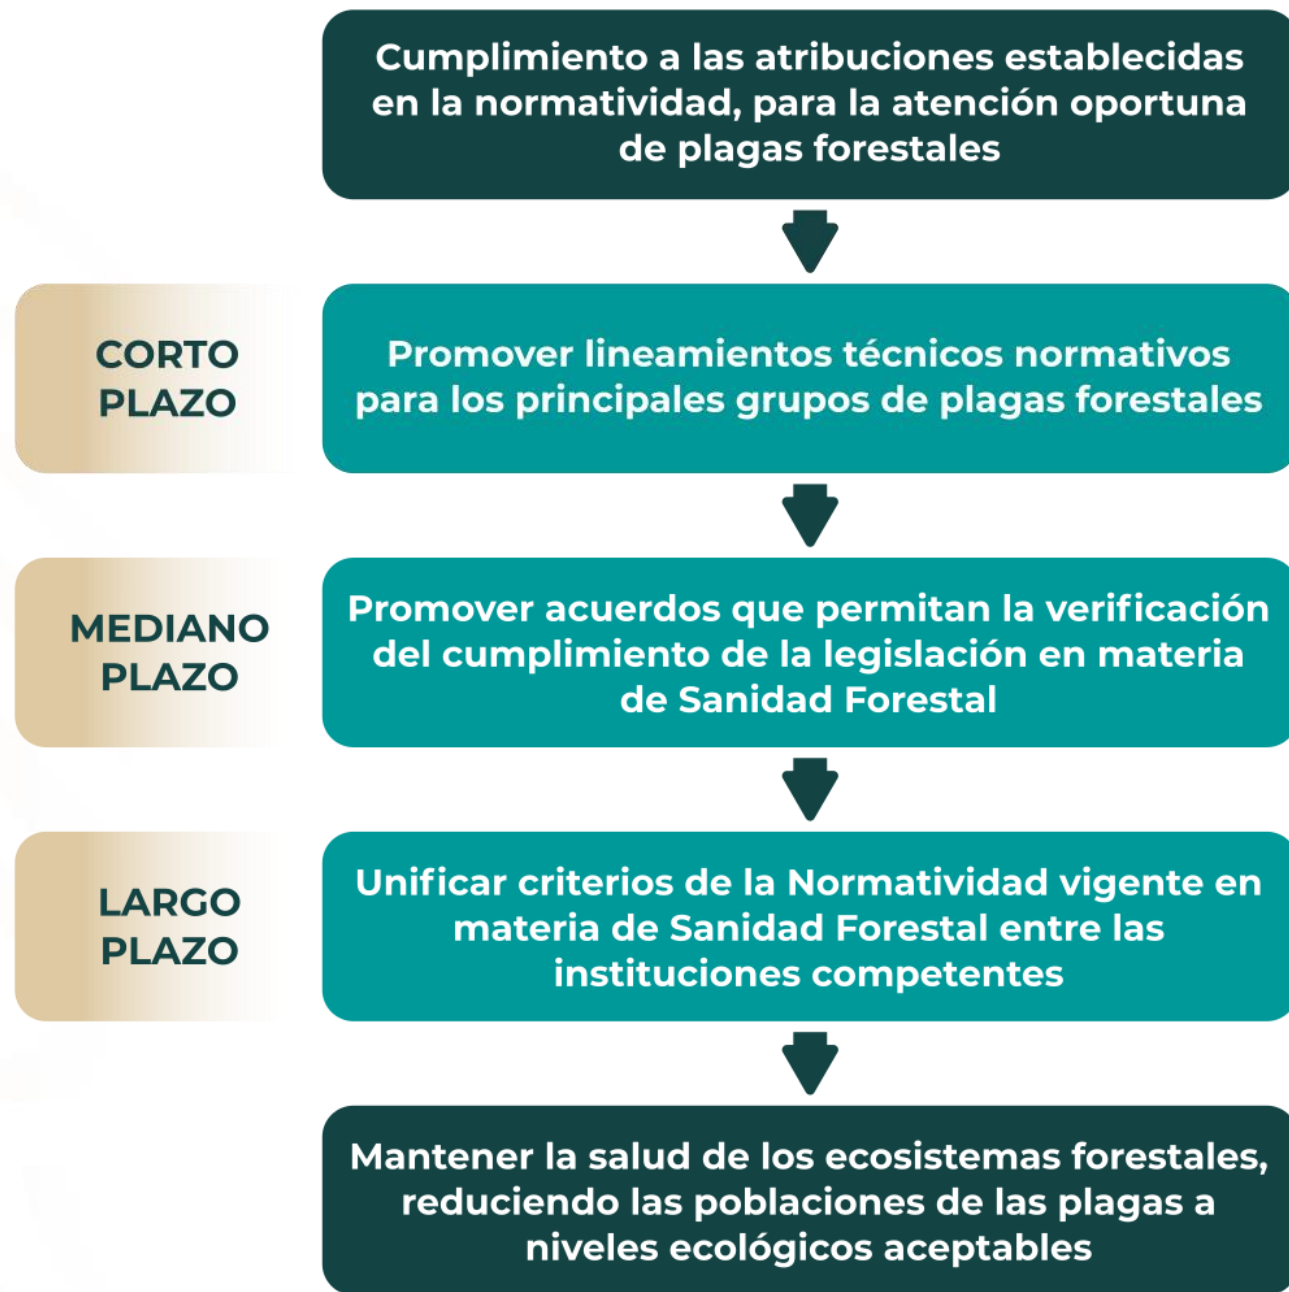 Cumplimiento a las atribuciones establecidas
en la normatividad, para la atención oportuna
de plagas forestales
CORTO
PLAZO
Promover lineamientos técnicos normativos
para los principales grupos de plagas forestales
MEDIANO
PLAZO
Promover acuerdos que permitan la verificación
del cumplimiento de la legislación en materia
de Sanidad Forestal
LARGO
PLAZO
Unificar criterios de la Normatividad vigente en
materia de Sanidad Forestal entre las
instituciones competentes
Mantener la salud de los ecosistemas forestales,
reduciendo las poblaciones de las plagas a
niveles ecológicos aceptables